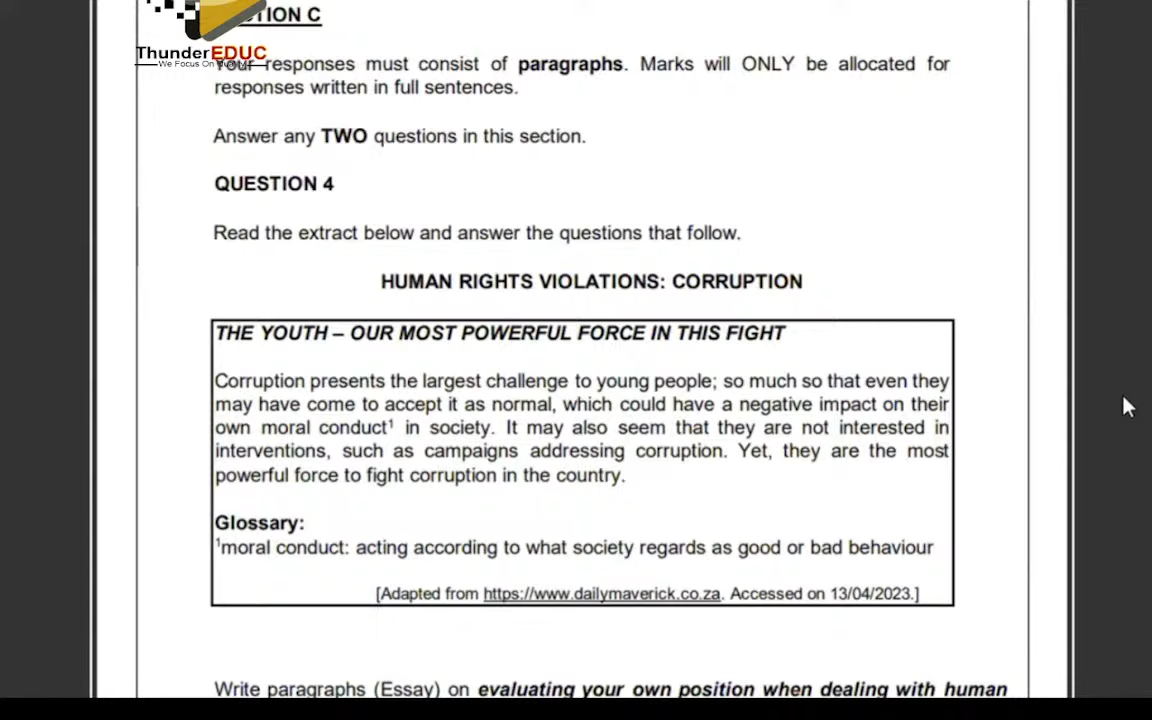 TION C
ThunderEDUC
We Focus On Quality
Your responses must consist of paragraphs. Marks will ONLY be allocated for
responses written in full sentences.
Answer any TWO questions in this section.
QUESTION 4
Read the extract below and answer the questions that follow.
HUMAN RIGHTS VIOLATIONS: CORRUPTION
THE YOUTH – OUR MOST POWERFUL FORCE IN THIS FIGHT
Corruption presents the largest challenge to young people; so much so that even they
may have come to accept it as normal, which could have a negative impact on their
own moral conduct¹ in society. It may also seem that they are not interested in
interventions, such as campaigns addressing corruption. Yet, they are the most
powerful force to fight corruption in the country.
Glossary:
¹moral conduct: acting according to what society regards as good or bad behaviour
[Adapted from https://www.dailymaverick.co.za. Accessed on 13/04/2023.]
Write paragraphs (Essay) on evaluating your own position when dealing with human